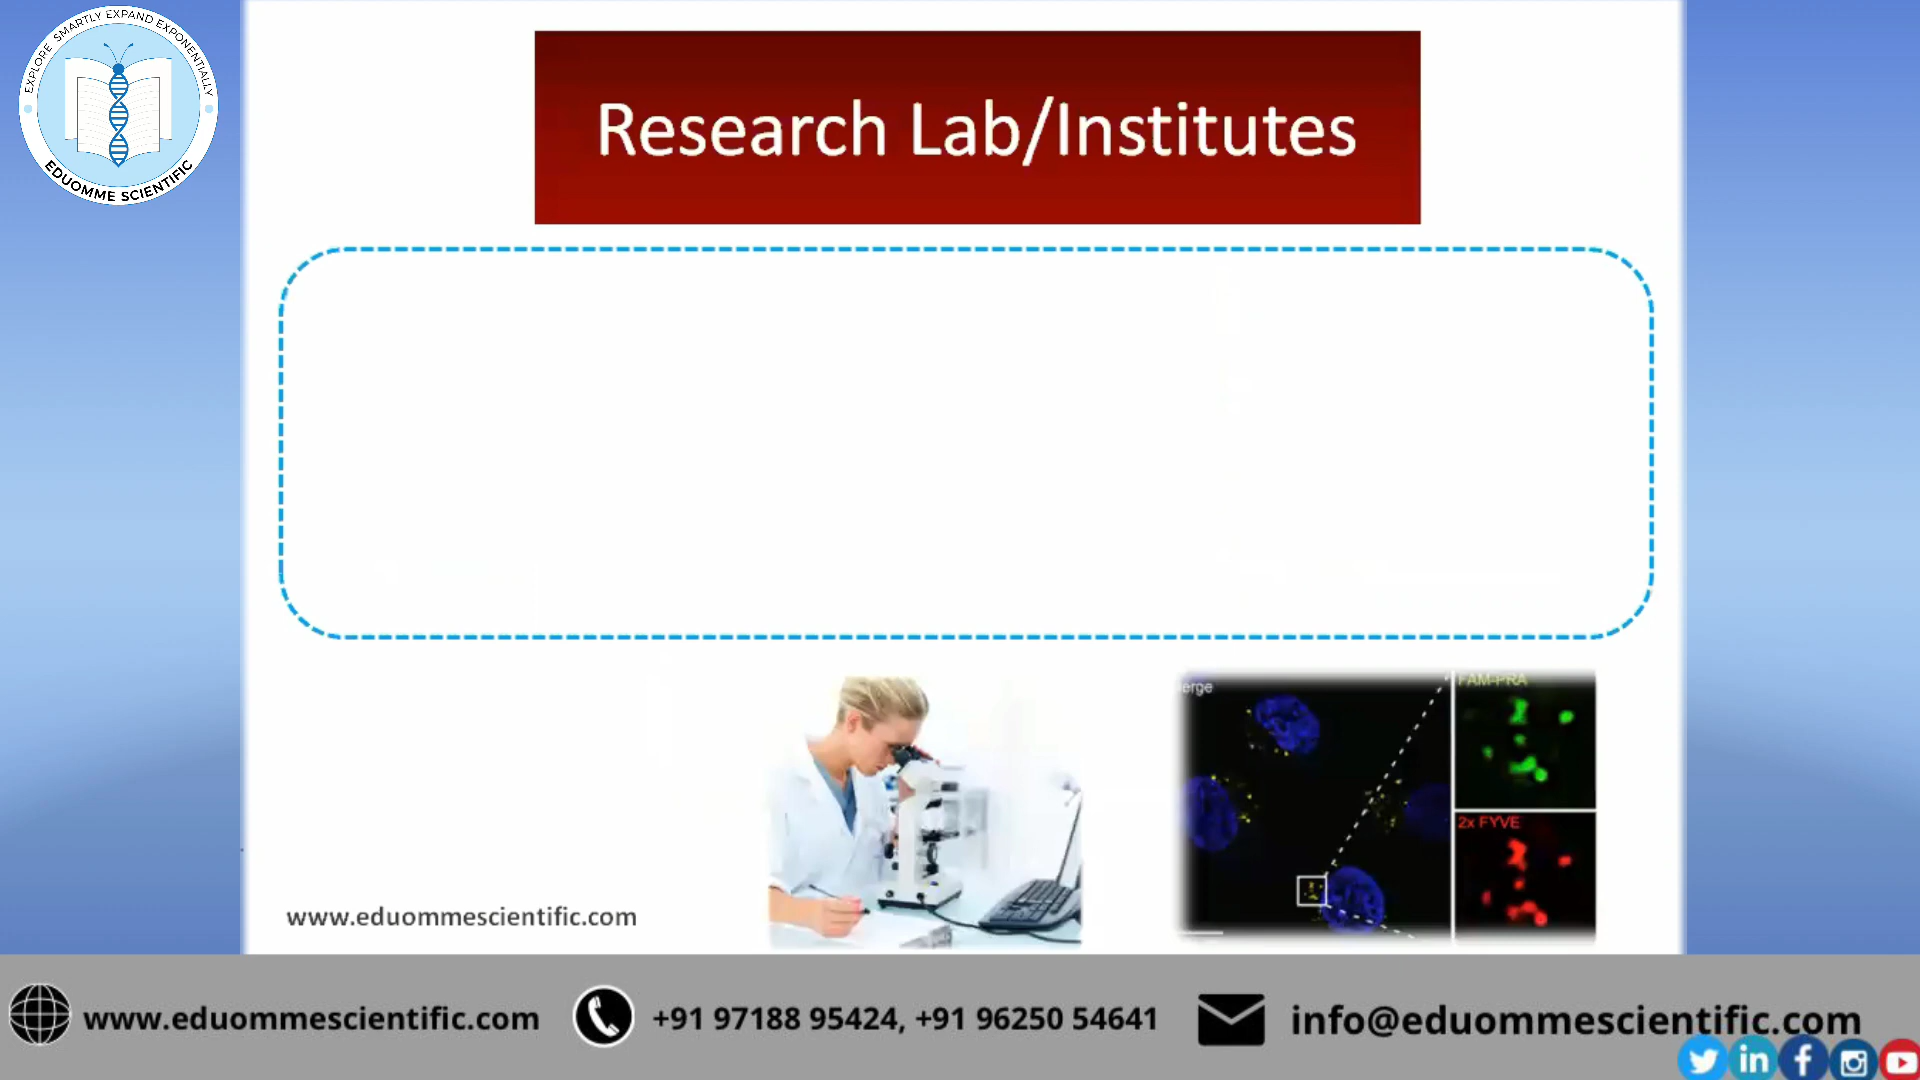 EXPLORE SMARTLY EXPAND EXPONENTIALLY
EDUOMME SCIENTIFIC
Research Lab/Institutes
erge
FAM-PRA
2x FYVE
www.eduommescientific.com
www.eduommescientific.com
+91 97188 95424, +91 96250 54641
info@eduommescientific.com